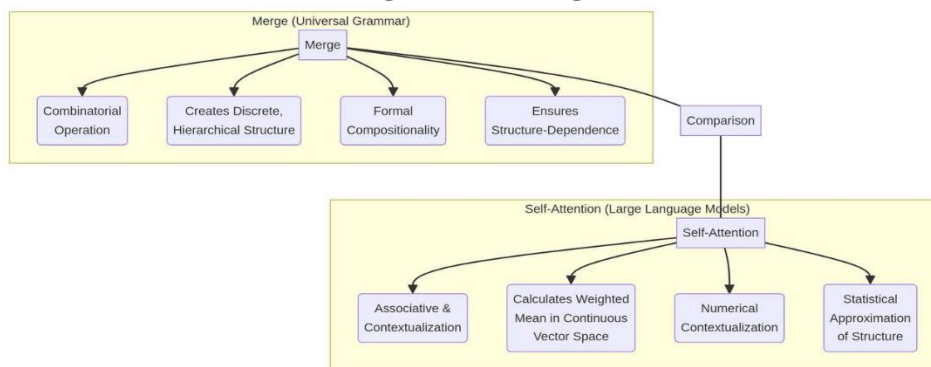 Merge (Universal Grammar)
Merge
Combinatorial
Operation
Creates Discrete,
Hierarchical Structure
Formal
Compositionality
Ensures
Structure-Dependence
Comparison
Self-Attention (Large Language Models)
Self-Attention
Associative &
Contextualization
Calculates Weighted
Mean in Continuous
Vector Space
Numerical
Contextualization
Statistical
Approximation
of Structure